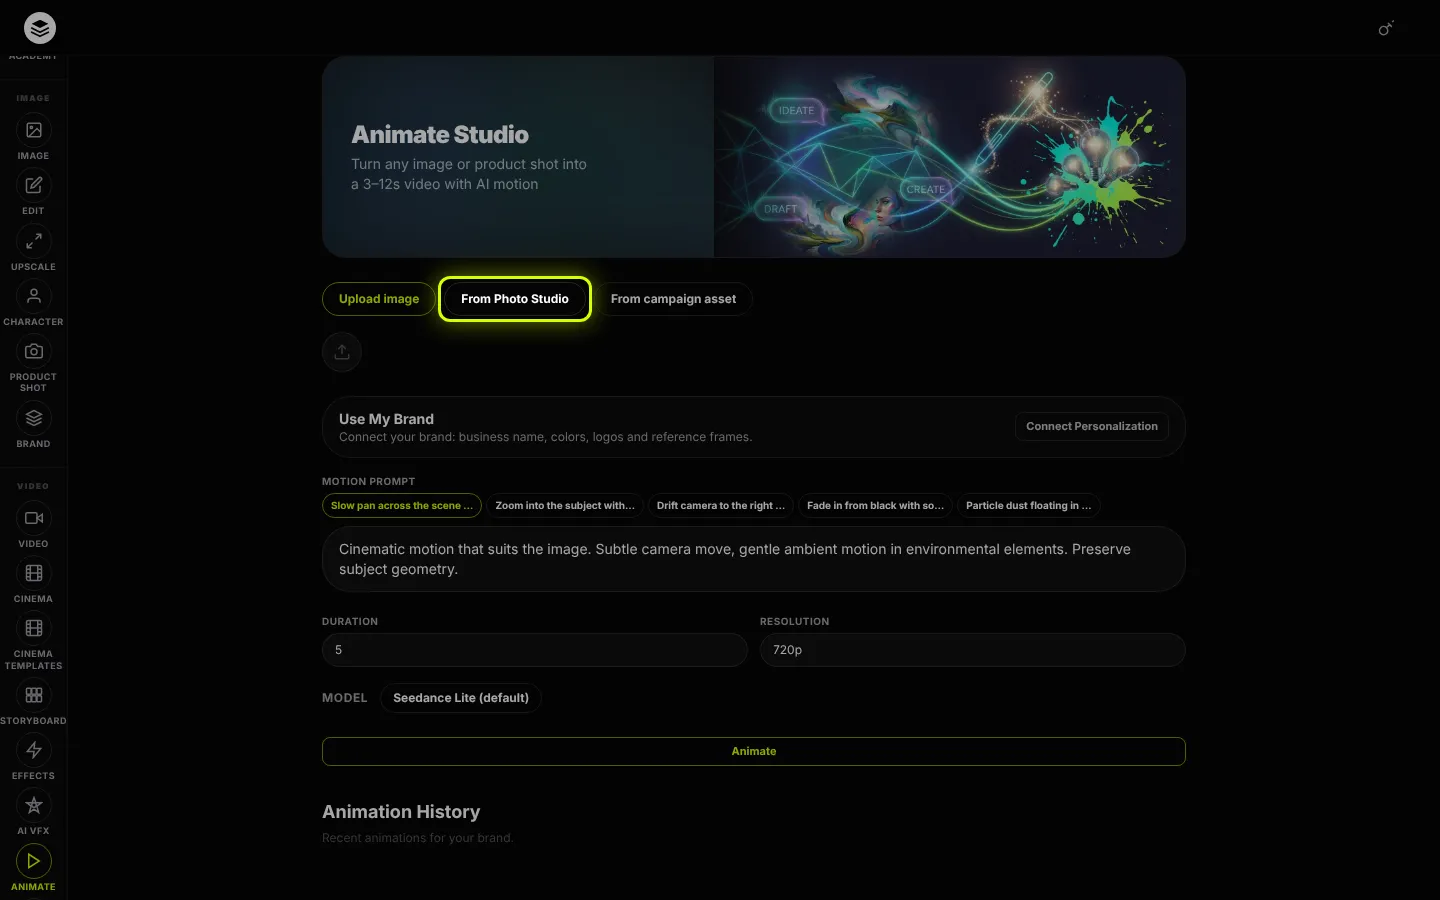 ACADEMY
IMAGE
IMAGE
EDIT
UPSCALE
CHARACTER
PRODUCT
SHOT
BRAND
VIDEO
VIDEO
CINEMA
CINEMA
TEMPLATES
STORYBOARD
EFFECTS
AI VFX
ANIMATE
Animate Studio
Turn any image or product shot into
a 3–12s video with AI motion
IDEATE
CREATE
DRAFT
Upload image
From Photo Studio
From campaign asset
Use My Brand
Connect your brand: business name, colors, logos and reference frames.
Connect Personalization
MOTION PROMPT
Slow pan across the scene ...
Zoom into the subject with...
Drift camera to the right ...
Fade in from black with so...
Particle dust floating in ...
Cinematic motion that suits the image. Subtle camera move, gentle ambient motion in environmental elements. Preserve
subject geometry.
DURATION
RESOLUTION
5
720p
MODEL
Seedance Lite (default)
Animate
Animation History
Recent animations for your brand.